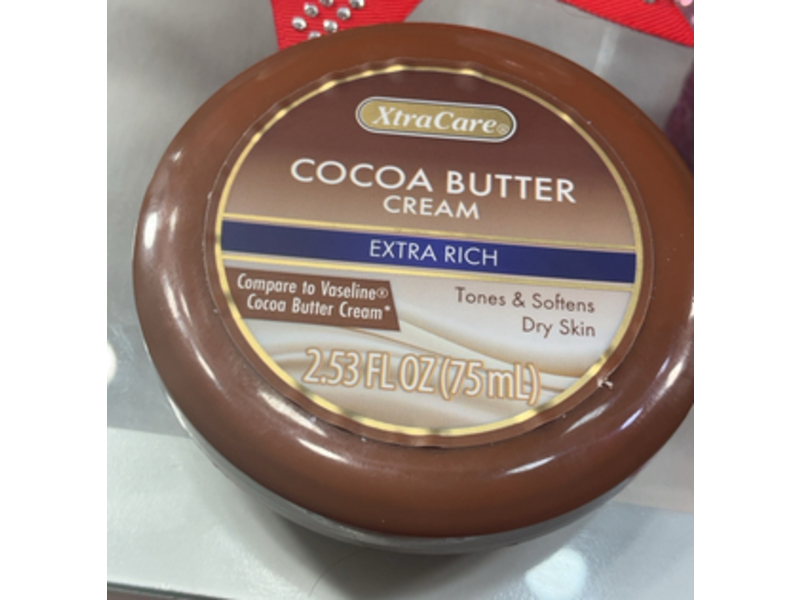 XtraCare®
COCOA BUTTER
CREAM
EXTRA RICH
Compare to Vaseline®
Cocoa Butter Cream*
Tones & Softens
Dry Skin
2.53 FL OZ (75 mL)